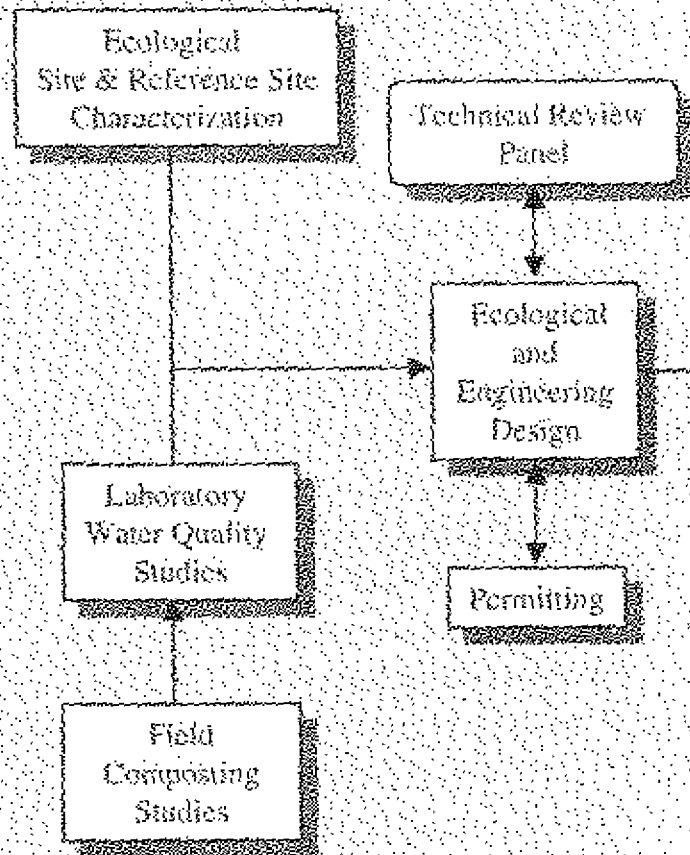 Ecological
Site & Reference Site
Characterization
Technical Review
Panel
Ecological
and
Engineering
Design
Laboratory
Water Quality
Studies
Permitting
Field
Composting
Studies